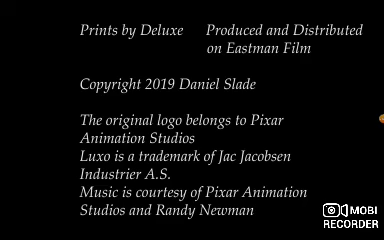 Prints by Deluxe Produced and Distributed
on Eastman Film
Copyright 2019 Daniel Slade
The original logo belongs to Pixar
Animation Studios
Luxo is a trademark of Jac Jacobsen
Industrier A.S.
Music is courtesy of Pixar Animation
Studios and Randy Newman
MOBI
RECORDER